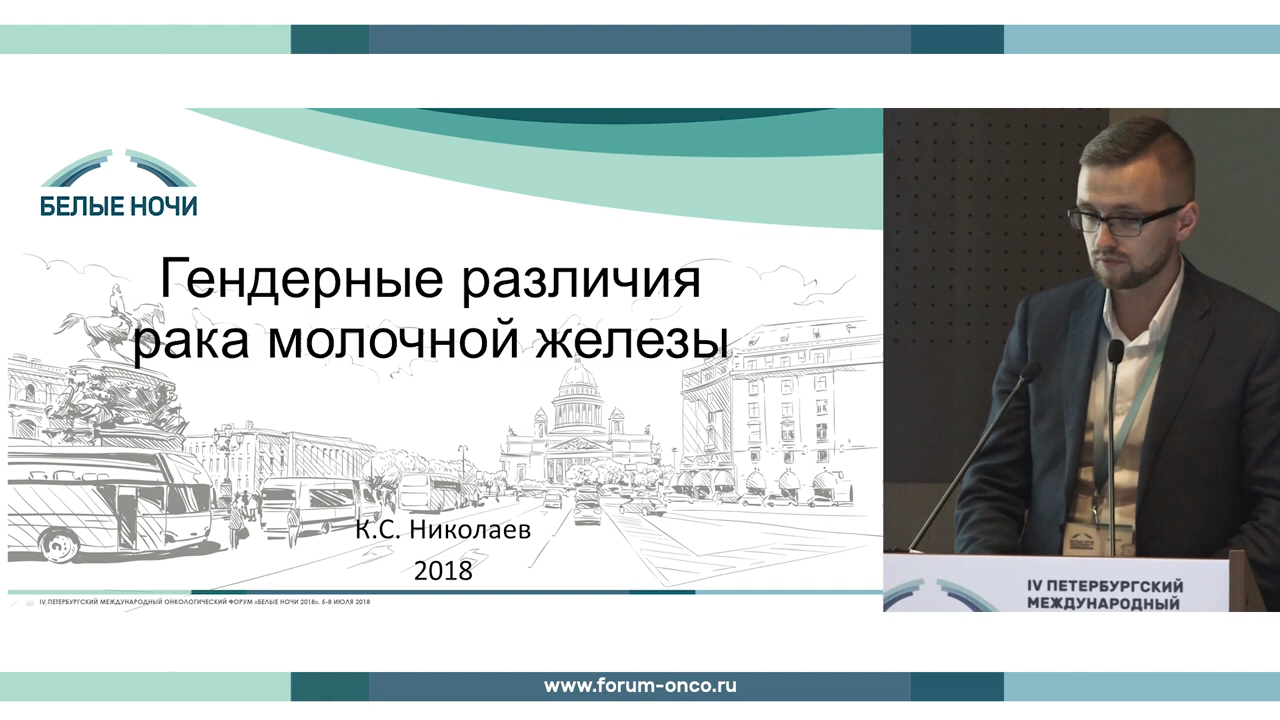 БЕЛЫЕ НОЧИ
Гендерные различия
рака молочной железы
К.С. Николаев
2018
IV ПЕТЕРБУРГСКИЙ МЕЖДУНАРОДНЫЙ ОНКОЛОГИЧЕСКИЙ ФОРУМ «БЕЛЫЕ НОЧИ 2018». 5-8 ИЮЛЯ 2018
IV ПЕТЕРБУРГСКИЙ
МЕЖДУНАРОДНЫЙ
www.forum-onco.ru